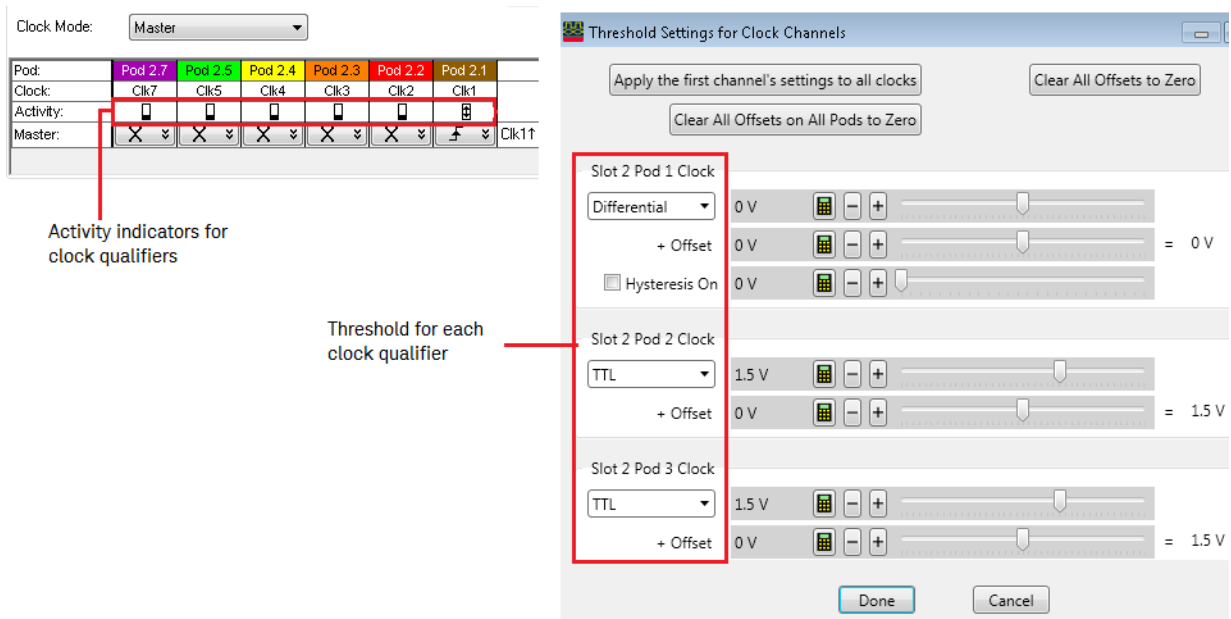 Clock Mode: Master
Pod: Pod 2.7 Pod 2.5 Pod 2.4 Pod 2.3 Pod 2.2 Pod 2.1
Clock: Clk7 Clk5 Clk4 Clk3 Clk2 Clk1
Activity:
Master: X X X X X Clk1↑
Activity indicators for
clock qualifiers
Threshold for each
clock qualifier
Threshold Settings for Clock Channels
Apply the first channel's settings to all clocks
Clear All Offsets to Zero
Clear All Offsets on All Pods to Zero
Slot 2 Pod 1 Clock
Differential 0 V − +
+ Offset 0 V − + = 0 V
Hysteresis On 0 V − +
Slot 2 Pod 2 Clock
TTL 1.5 V − +
+ Offset 0 V − + = 1.5 V
Slot 2 Pod 3 Clock
TTL 1.5 V − +
+ Offset 0 V − + = 1.5 V
Done Cancel